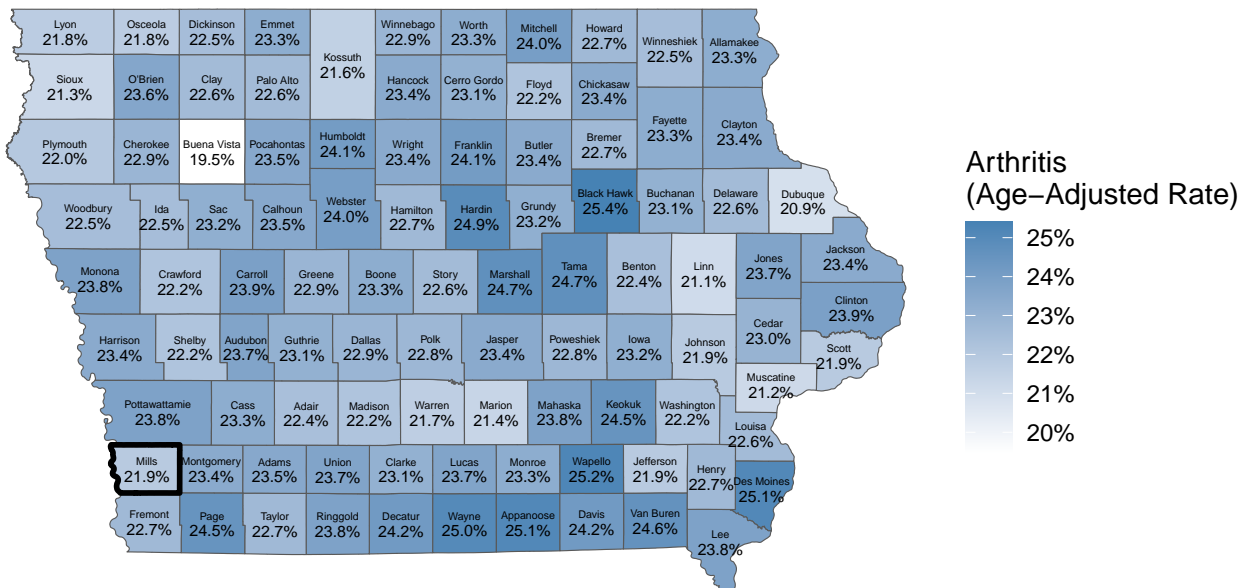 Lyon
21.8%
Osceola
21.8%
Dickinson
22.5%
Emmet
23.3%
Kossuth
21.6%
Winnebago
22.9%
Worth
23.3%
Mitchell
24.0%
Howard
22.7%
Winneshiek
22.5%
Allamakee
23.3%
Sioux
21.3%
O'Brien
23.6%
Clay
22.6%
Palo Alto
22.6%
Hancock
23.4%
Cerro Gordo
23.1%
Floyd
22.2%
Chickasaw
23.4%
Fayette
23.3%
Clayton
23.4%
Plymouth
22.0%
Cherokee
22.9%
Buena Vista
19.5%
Pocahontas
23.5%
Humboldt
24.1%
Wright
23.4%
Franklin
24.1%
Butler
23.4%
Bremer
22.7%
Woodbury
22.5%
Ida
22.5%
Sac
23.2%
Calhoun
23.5%
Webster
24.0%
Hamilton
22.7%
Hardin
24.9%
Grundy
23.2%
Black Hawk
25.4%
Buchanan
23.1%
Delaware
22.6%
Dubuque
20.9%
Monona
23.8%
Crawford
22.2%
Carroll
23.9%
Greene
22.9%
Boone
23.3%
Story
22.6%
Marshall
24.7%
Tama
24.7%
Benton
22.4%
Linn
21.1%
Jones
23.7%
Jackson
23.4%
Clinton
23.9%
Harrison
23.4%
Shelby
22.2%
Audubon
23.7%
Guthrie
23.1%
Dallas
22.9%
Polk
22.8%
Jasper
23.4%
Poweshiek
22.8%
Iowa
23.2%
Johnson
21.9%
Cedar
23.0%
Scott
21.9%
Muscatine
21.2%
Pottawattamie
23.8%
Cass
23.3%
Adair
22.4%
Madison
22.2%
Warren
21.7%
Marion
21.4%
Mahaska
23.8%
Keokuk
24.5%
Washington
22.2%
Louisa
22.6%
Mills
21.9%
Montgomery
23.4%
Adams
23.5%
Union
23.7%
Clarke
23.1%
Lucas
23.7%
Monroe
23.3%
Wapello
25.2%
Jefferson
21.9%
Henry
22.7%
Des Moines
25.1%
Fremont
22.7%
Page
24.5%
Taylor
22.7%
Ringgold
23.8%
Decatur
24.2%
Wayne
25.0%
Appanoose
25.1%
Davis
24.2%
Van Buren
24.6%
Lee
23.8%
Arthritis
(Age−Adjusted Rate)
25%
24%
23%
22%
21%
20%